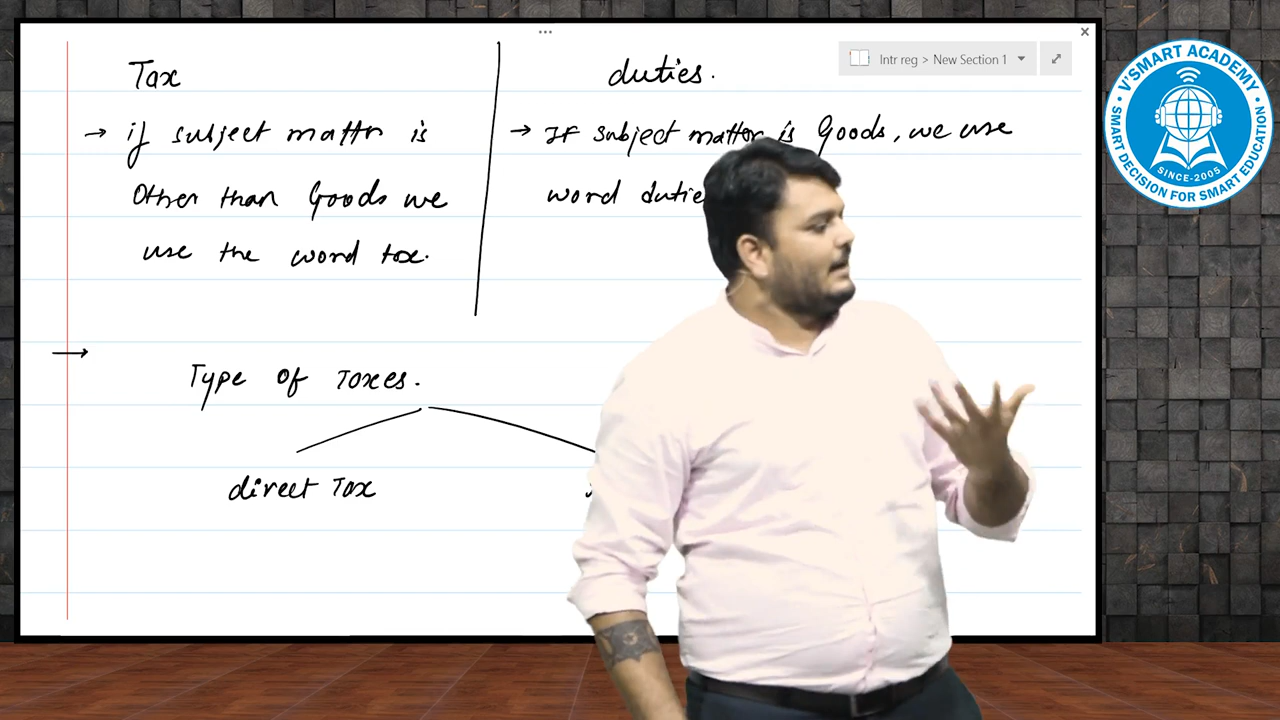 Tax
→ if subject matter is
Other than Goods we
use the word tax.
duties.
→ If subject matter is Goods, we use
word dutie
→
Type of Taxes.
direct Tax
Intr reg > New Section 1
V'SMART ACADEMY
SINCE-2005
SMART DECISION FOR SMART EDUCATION